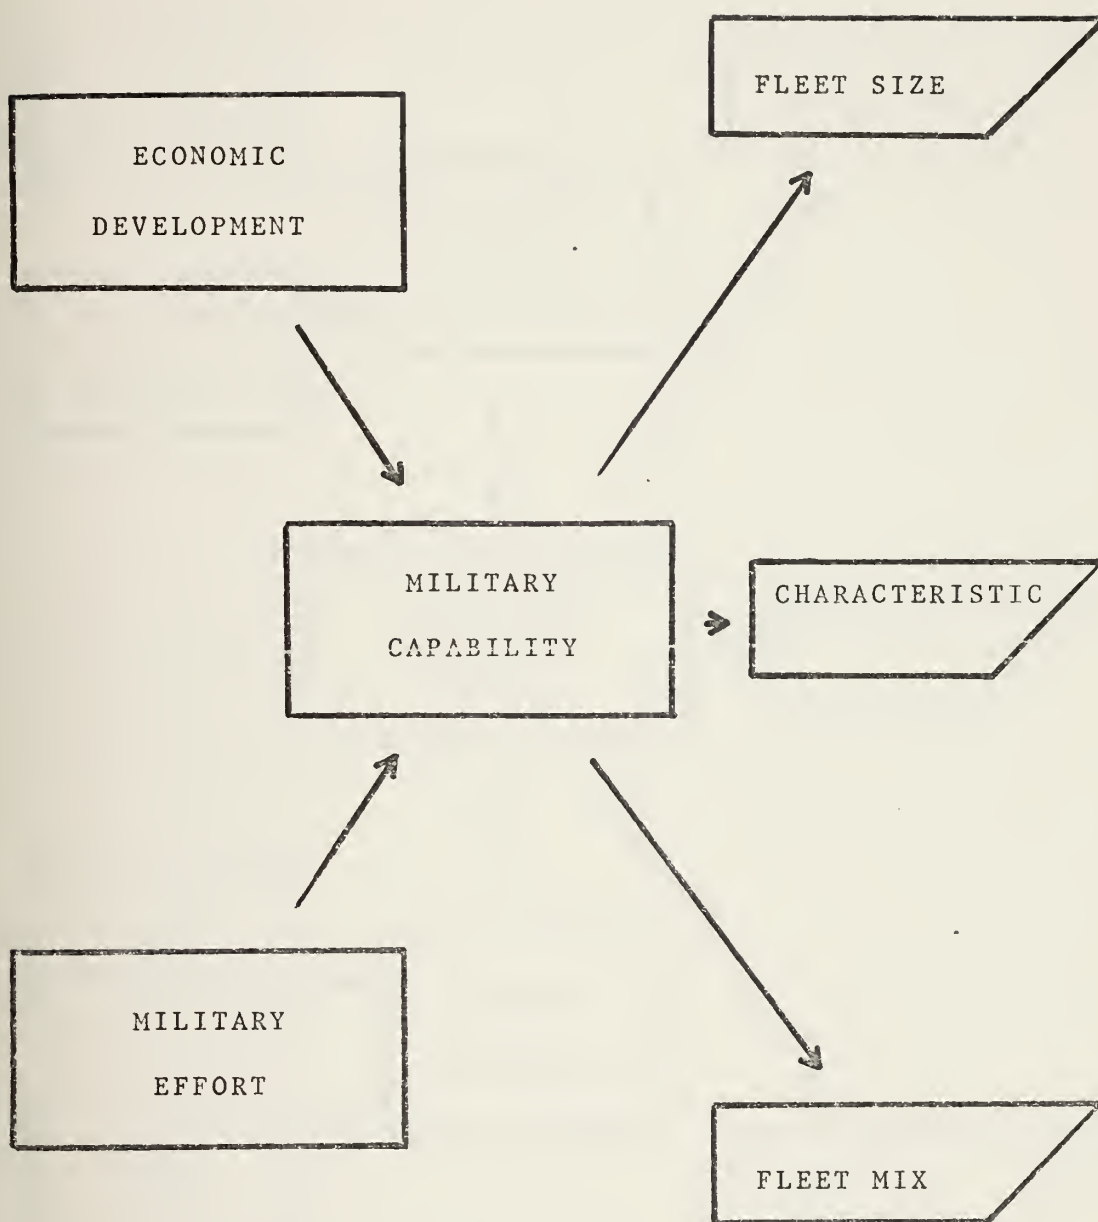 FLEET SIZE
ECONOMIC
DEVELOPMENT
MILITARY
CAPABILITY
CHARACTERISTIC
MILITARY
EFFORT
FLEET MIX